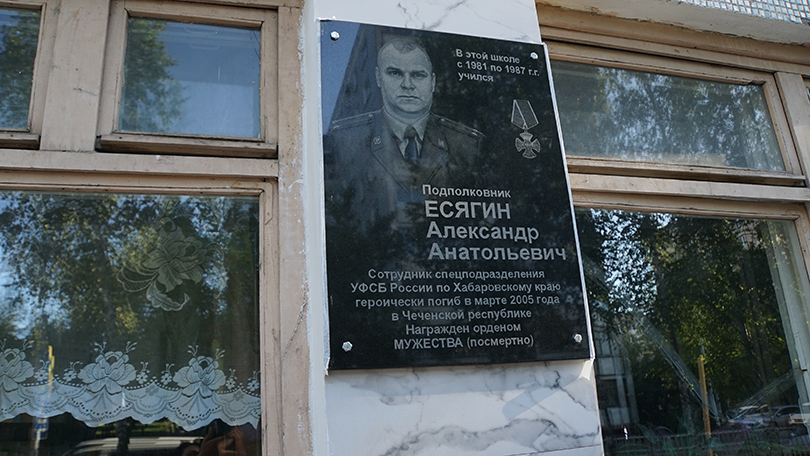 В этой школе
с 1981 по 1987 г.г.
учился
Подполковник
ЕСЯГИН
Александр
Анатольевич
Сотрудник спецподразделения
УФСБ России по Хабаровскому краю
героически погиб в марте 2005 года
в Чеченской республике
Награжден орденом
МУЖЕСТВА (посмертно)